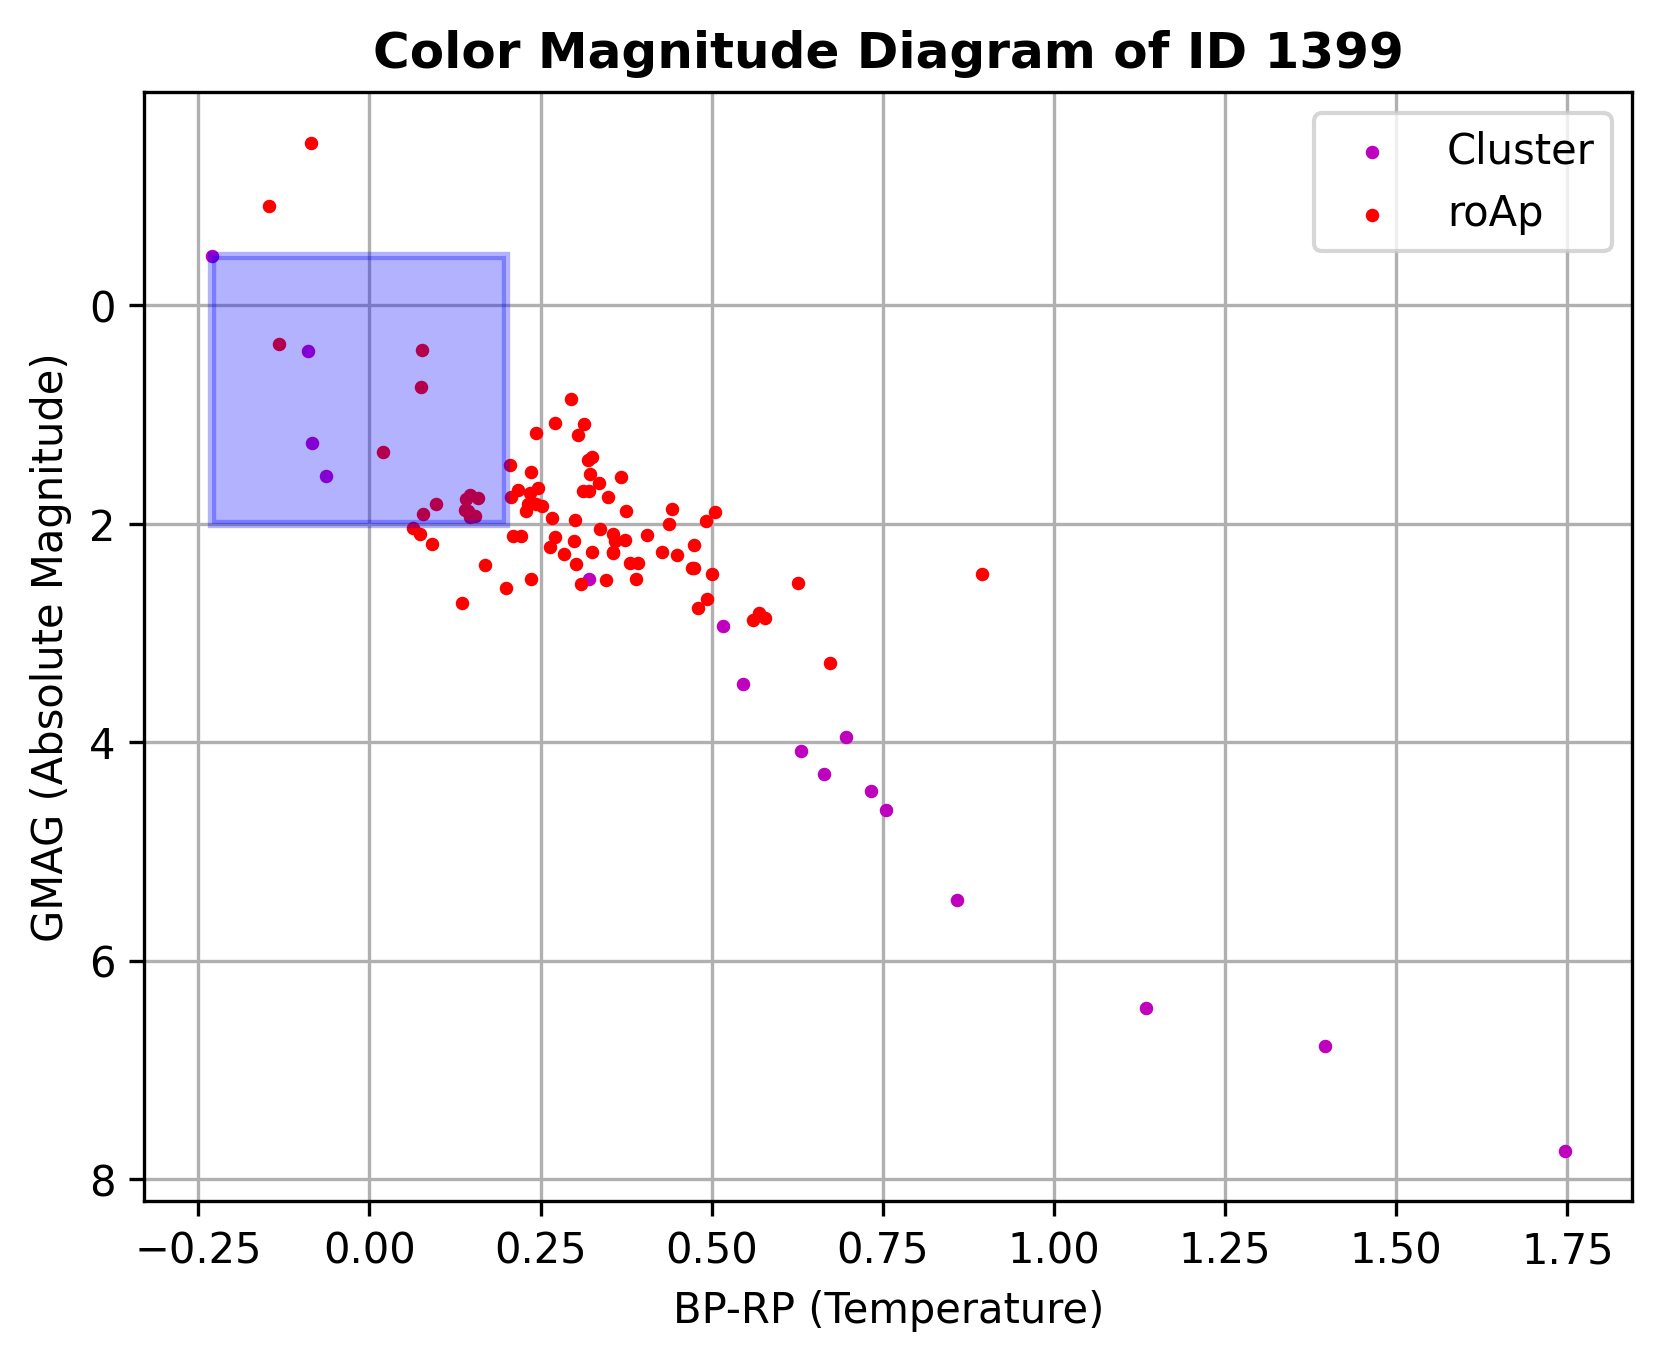 Color Magnitude Diagram of ID 1399
Cluster
roAp
GMAG (Absolute Magnitude)
0
2
4
6
8
−0.25 0.00 0.25 0.50 0.75 1.00 1.25 1.50 1.75
BP-RP (Temperature)